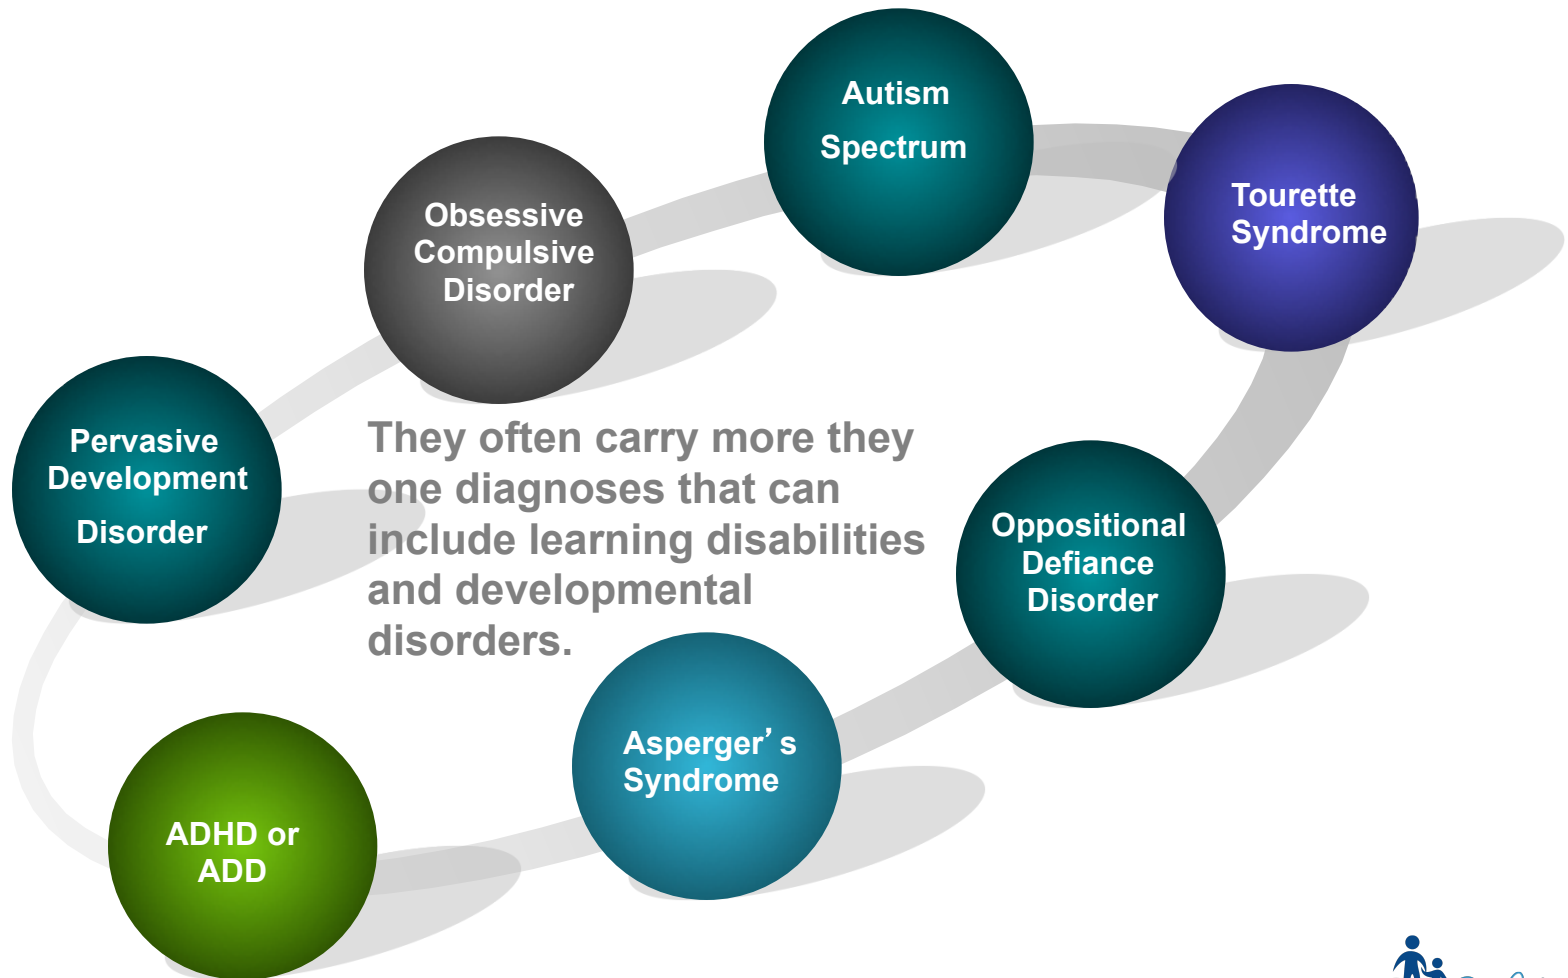 Autism
Spectrum
Tourette
Syndrome
Obsessive
Compulsive
Disorder
Pervasive
Development
Disorder
They often carry more they
one diagnoses that can
include learning disabilities
and developmental
disorders.
Oppositional
Defiance
Disorder
Asperger’s
Syndrome
ADHD or
ADD